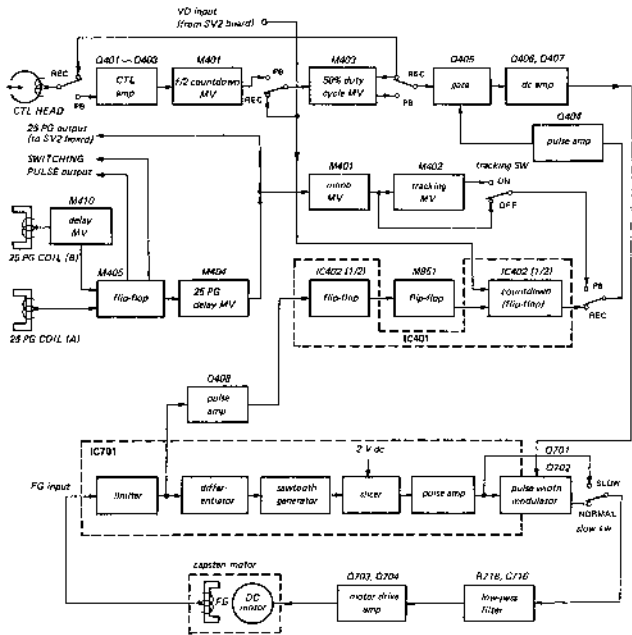 VD input
(from SV2 board)
Q401 ~ Q403
M401
M403
Q405
Q406, Q407
REC
CTL
amp
f/2 countdown
MV
PB
REC
50% duty
cycle MV
REC
PB
gate
dc amp
PB
CTL HEAD
Q404
pulse amp
25 PG output
(to SV2 board)
SWITCHING
PULSE output
M401
mono
MV
M402
tracking
MV
tracking SW
ON
OFF
M410
delay
MV
25 PG COIL (B)
M405
flip-flop
M404
25 PG
delay MV
25 PG COIL (A)
IC402 (1/2)
flip-flop
M951
flip-flop
IC402 (1/2)
countdown
(flip-flop)
PB
REC
IC401
Q408
pulse
amp
IC701
2 V dc
Q701
Q702
FG input
limiter
differ-
entiator
sawtooth
generator
slicer
pulse amp
pulse width
modulator
SLOW
NORMAL
slow sw
capstan motor
FG
DC
motor
Q703, Q704
motor drive
amp
R716, C716
low-pass
filter